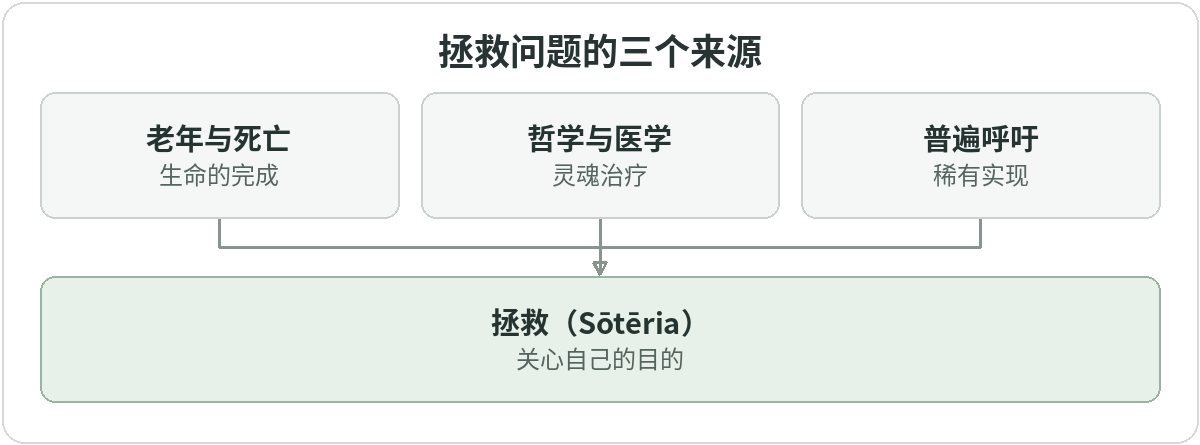 拯救问题的三个来源
老年与死亡
生命的完成
哲学与医学
灵魂治疗
普遍呼吁
稀有实现
拯救（Sōtēria）
关心自己的目的